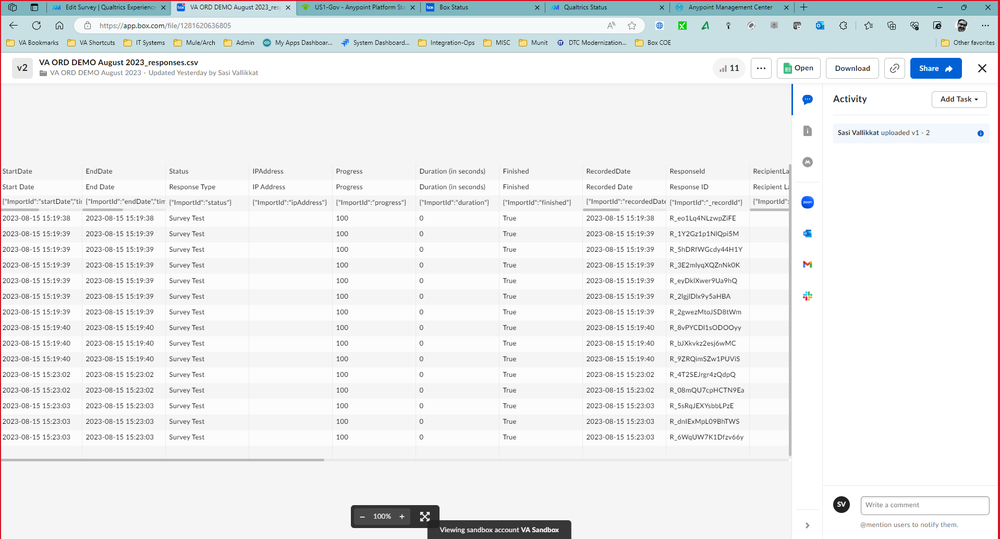 Edit Survey | Qualtrics Experience
VA ORD DEMO August 2023_res
US1-Gov - Anypoint Platform Sta
Box Status
Qualtrics Status
Anypoint Management Center
https://app.box.com/file/1281620636805
VA Bookmarks
VA Shortcuts
IT Systems
Mule/Arch
Admin
My Apps Dashboar...
System Dashboard...
Integration-Ops
MISC
Munit
DTC Modernization...
Box COE
Other favorites
v2
VA ORD DEMO August 2023_responses.csv
VA ORD DEMO August 2023 · Updated Yesterday by Sasi Vallikkat
11
Open
Download
Share
Activity
Add Task
Sasi Vallikkat uploaded v1 - 2
StartDate EndDate Status IPAddress Progress Duration (in seconds) Finished RecordedDate ResponseId RecipientLa
Start Date End Date Response Type IP Address Progress Duration (in seconds) Finished Recorded Date Response ID Recipient La
{"ImportId":"startDate","tim {"ImportId":"endDate","tim {"ImportId":"status"} {"ImportId":"ipAddress"} {"ImportId":"progress"} {"ImportId":"duration"} {"ImportId":"finished"} {"ImportId":"recordedDate {"ImportId":"_recordId"} {"ImportId":
2023-08-15 15:19:38 2023-08-15 15:19:38 Survey Test 100 0 True 2023-08-15 15:19:38 R_eo1Lq4NLzwpZiFE
2023-08-15 15:19:39 2023-08-15 15:19:39 Survey Test 100 0 True 2023-08-15 15:19:39 R_1Y2Gz1p1NlQpi5M
2023-08-15 15:19:39 2023-08-15 15:19:39 Survey Test 100 0 True 2023-08-15 15:19:39 R_5hDRfWGcdy44H1Y
2023-08-15 15:19:39 2023-08-15 15:19:39 Survey Test 100 0 True 2023-08-15 15:19:39 R_3E2mlyqXQZnNk0K
2023-08-15 15:19:39 2023-08-15 15:19:39 Survey Test 100 0 True 2023-08-15 15:19:39 R_eyDklXwer9Ua9hQ
2023-08-15 15:19:39 2023-08-15 15:19:39 Survey Test 100 0 True 2023-08-15 15:19:39 R_2lgjlDlx9y5aHBA
2023-08-15 15:19:39 2023-08-15 15:19:39 Survey Test 100 0 True 2023-08-15 15:19:39 R_2gwezMtoJSD8tWm
2023-08-15 15:19:40 2023-08-15 15:19:40 Survey Test 100 0 True 2023-08-15 15:19:40 R_8vPYCDl1sODOOyy
2023-08-15 15:19:40 2023-08-15 15:19:40 Survey Test 100 0 True 2023-08-15 15:19:40 R_bJXkvkz2esj6wMC
2023-08-15 15:19:40 2023-08-15 15:19:40 Survey Test 100 0 True 2023-08-15 15:19:40 R_9ZRQimSZw1PUViS
2023-08-15 15:23:02 2023-08-15 15:23:02 Survey Test 100 0 True 2023-08-15 15:23:02 R_4T2SEJrgr4zQdpQ
2023-08-15 15:23:02 2023-08-15 15:23:02 Survey Test 100 0 True 2023-08-15 15:23:02 R_08mQU7cpHCTN9Ea
2023-08-15 15:23:03 2023-08-15 15:23:03 Survey Test 100 0 True 2023-08-15 15:23:03 R_5sRqJEXYsbbLPzE
2023-08-15 15:23:03 2023-08-15 15:23:03 Survey Test 100 0 True 2023-08-15 15:23:03 R_dnIExMpL09BhTWS
2023-08-15 15:23:03 2023-08-15 15:23:03 Survey Test 100 0 True 2023-08-15 15:23:03 R_6WqUW7K1Dfzv66y
zoom
100%
Viewing sandbox account VA Sandbox
SV
Write a comment
@mention users to notify them.